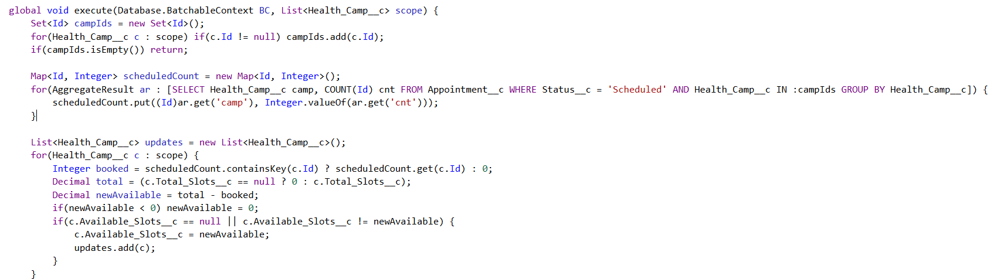 global void execute(Database.BatchableContext BC, List<Health_Camp__c> scope) {
    Set<Id> campIds = new Set<Id>();
    for(Health_Camp__c c : scope) if(c.Id != null) campIds.add(c.Id);
    if(campIds.isEmpty()) return;

    Map<Id, Integer> scheduledCount = new Map<Id, Integer>();
    for(AggregateResult ar : [SELECT Health_Camp__c camp, COUNT(Id) cnt FROM Appointment__c WHERE Status__c = 'Scheduled' AND Health_Camp__c IN :campIds GROUP BY Health_Camp__c]) {
        scheduledCount.put((Id)ar.get('camp'), Integer.valueOf(ar.get('cnt')));
    }

    List<Health_Camp__c> updates = new List<Health_Camp__c>();
    for(Health_Camp__c c : scope) {
        Integer booked = scheduledCount.containsKey(c.Id) ? scheduledCount.get(c.Id) : 0;
        Decimal total = (c.Total_Slots__c == null ? 0 : c.Total_Slots__c);
        Decimal newAvailable = total - booked;
        if(newAvailable < 0) newAvailable = 0;
        if(c.Available_Slots__c == null || c.Available_Slots__c != newAvailable) {
            c.Available_Slots__c = newAvailable;
            updates.add(c);
        }
    }